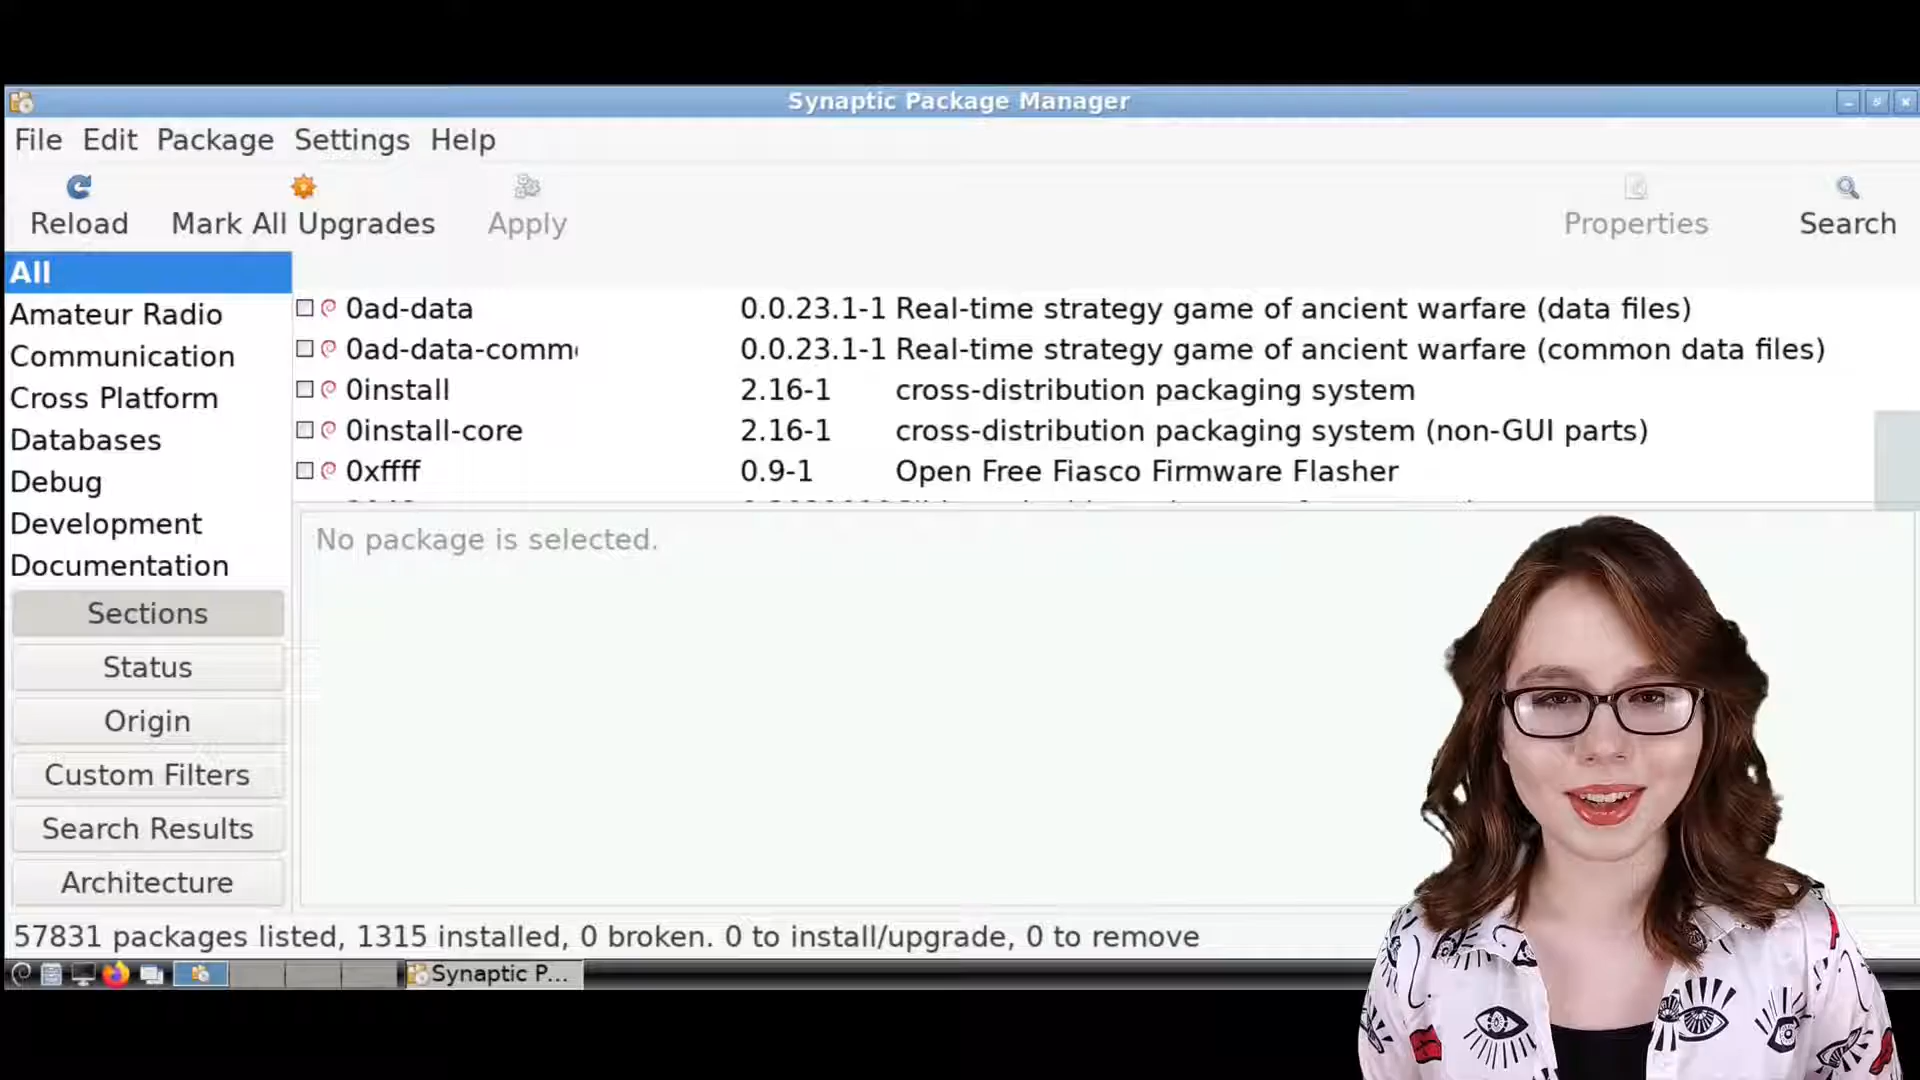 Synaptic Package Manager
File Edit Package Settings Help
Reload Mark All Upgrades Apply Properties Search
All
Amateur Radio
Communication
Cross Platform
Databases
Debug
Development
Documentation
Sections
Status
Origin
Custom Filters
Search Results
Architecture
0ad-data 0.0.23.1-1 Real-time strategy game of ancient warfare (data files)
0ad-data-comm 0.0.23.1-1 Real-time strategy game of ancient warfare (common data files)
0install 2.16-1 cross-distribution packaging system
0install-core 2.16-1 cross-distribution packaging system (non-GUI parts)
0xffff 0.9-1 Open Free Fiasco Firmware Flasher
No package is selected.
57831 packages listed, 1315 installed, 0 broken. 0 to install/upgrade, 0 to remove
Synaptic P...